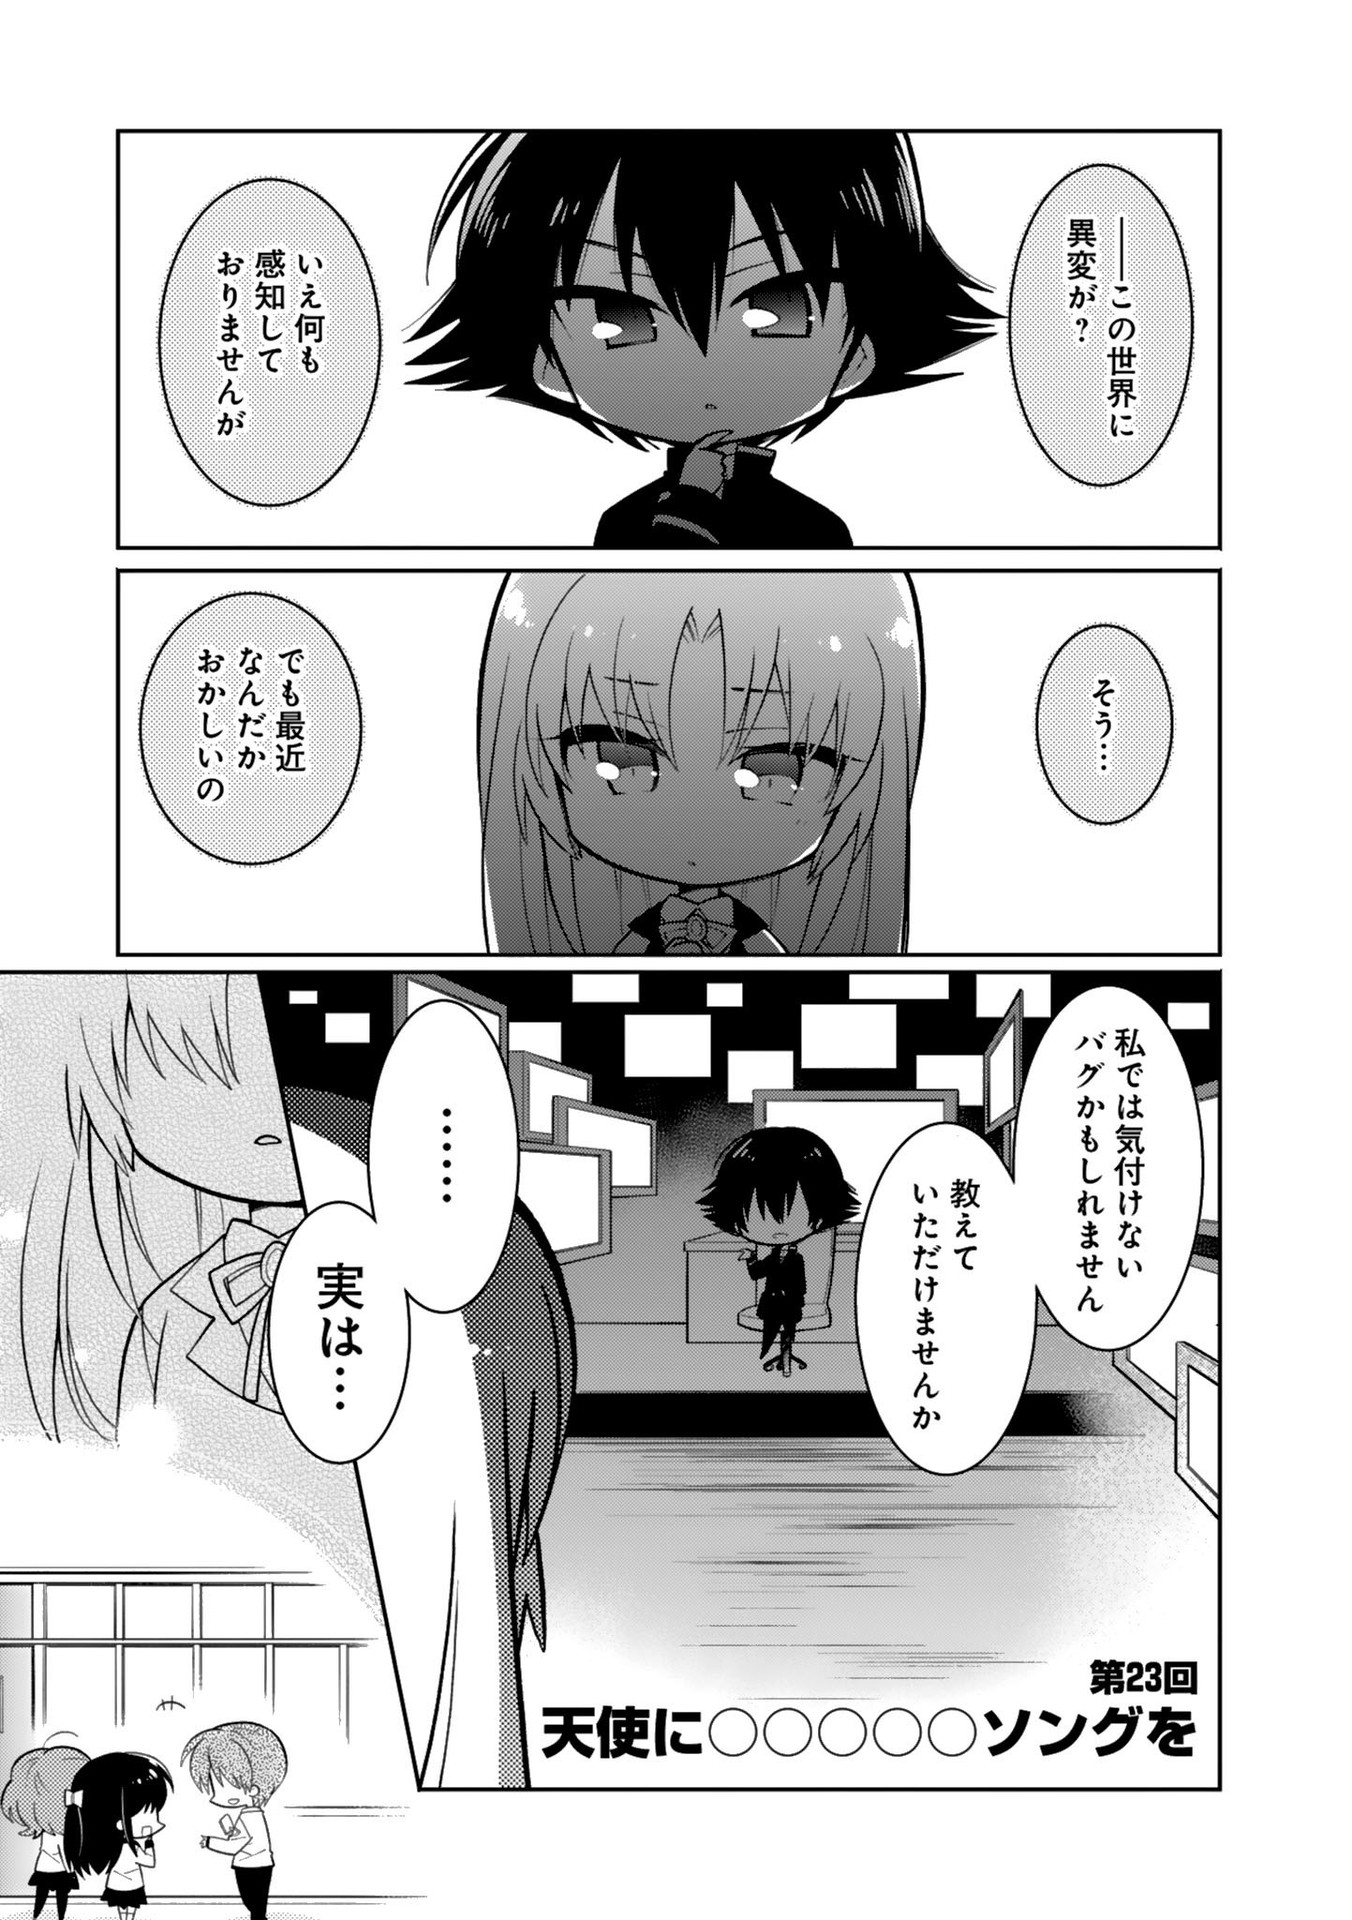 ――この世界に
異変が？
いえ何も
感知して
おりませんが
そう…
でも最近
なんだか
おかしいの
私では気付けない
バグかもしれません
教えて
いただけませんか
……
実は…
第23回
天使に○○○○○ソングを